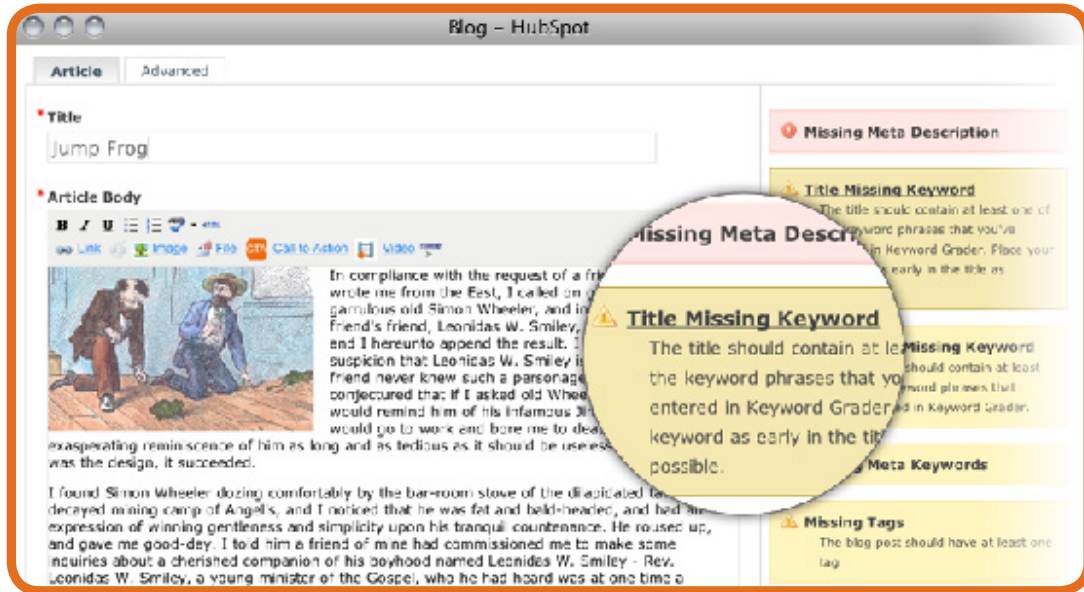 Blog – HubSpot
Article
Advanced
Title
Jump Frog
Article Body
B I U
Link Image File CTA Call to Action Video
In compliance with the request of a
wrote me from the East, I called on
garrulous old Simon Wheeler, and
friend's friend, Leonidas W. Smiley,
and I hereunto append the result. I
suspicion that Leonidas W. Smiley
friend never knew such a personage
conjectured that if I asked old
would remind him of his infamous
would go to work and bore me to
exasperating reminiscence of him as long and as tedious as it should be
was the design, it succeeded.
I found Simon Wheeler dozing comfortably by the bar-room stove of the dilapidated
decayed mining camp of Angel's, and I noticed that he was fat and bald-headed, and had an
expression of winning gentleness and simplicity upon his tranquil countenance. He roused up,
and gave me good-day. I told him a friend of mine had commissioned me to make some
inquiries about a cherished companion of his boyhood named Leonidas W. Smiley - Rev.
Leonidas W. Smiley, a young minister of the Gospel, who he had heard was at one time a
Missing Meta Description
Title Missing Keyword
The title should contain at least one of
phrases that you've
in Keyword Grader. Place your
early in the title as
Missing Keyword
should contain at least
phrases that
in Keyword Grader.
Meta Keywords
Missing Tags
The blog post should have at least one
tag
Missing Meta
Title Missing Keyword
The title should contain at
the keyword phrases that
entered in Keyword Grader
keyword as early in the
possible.